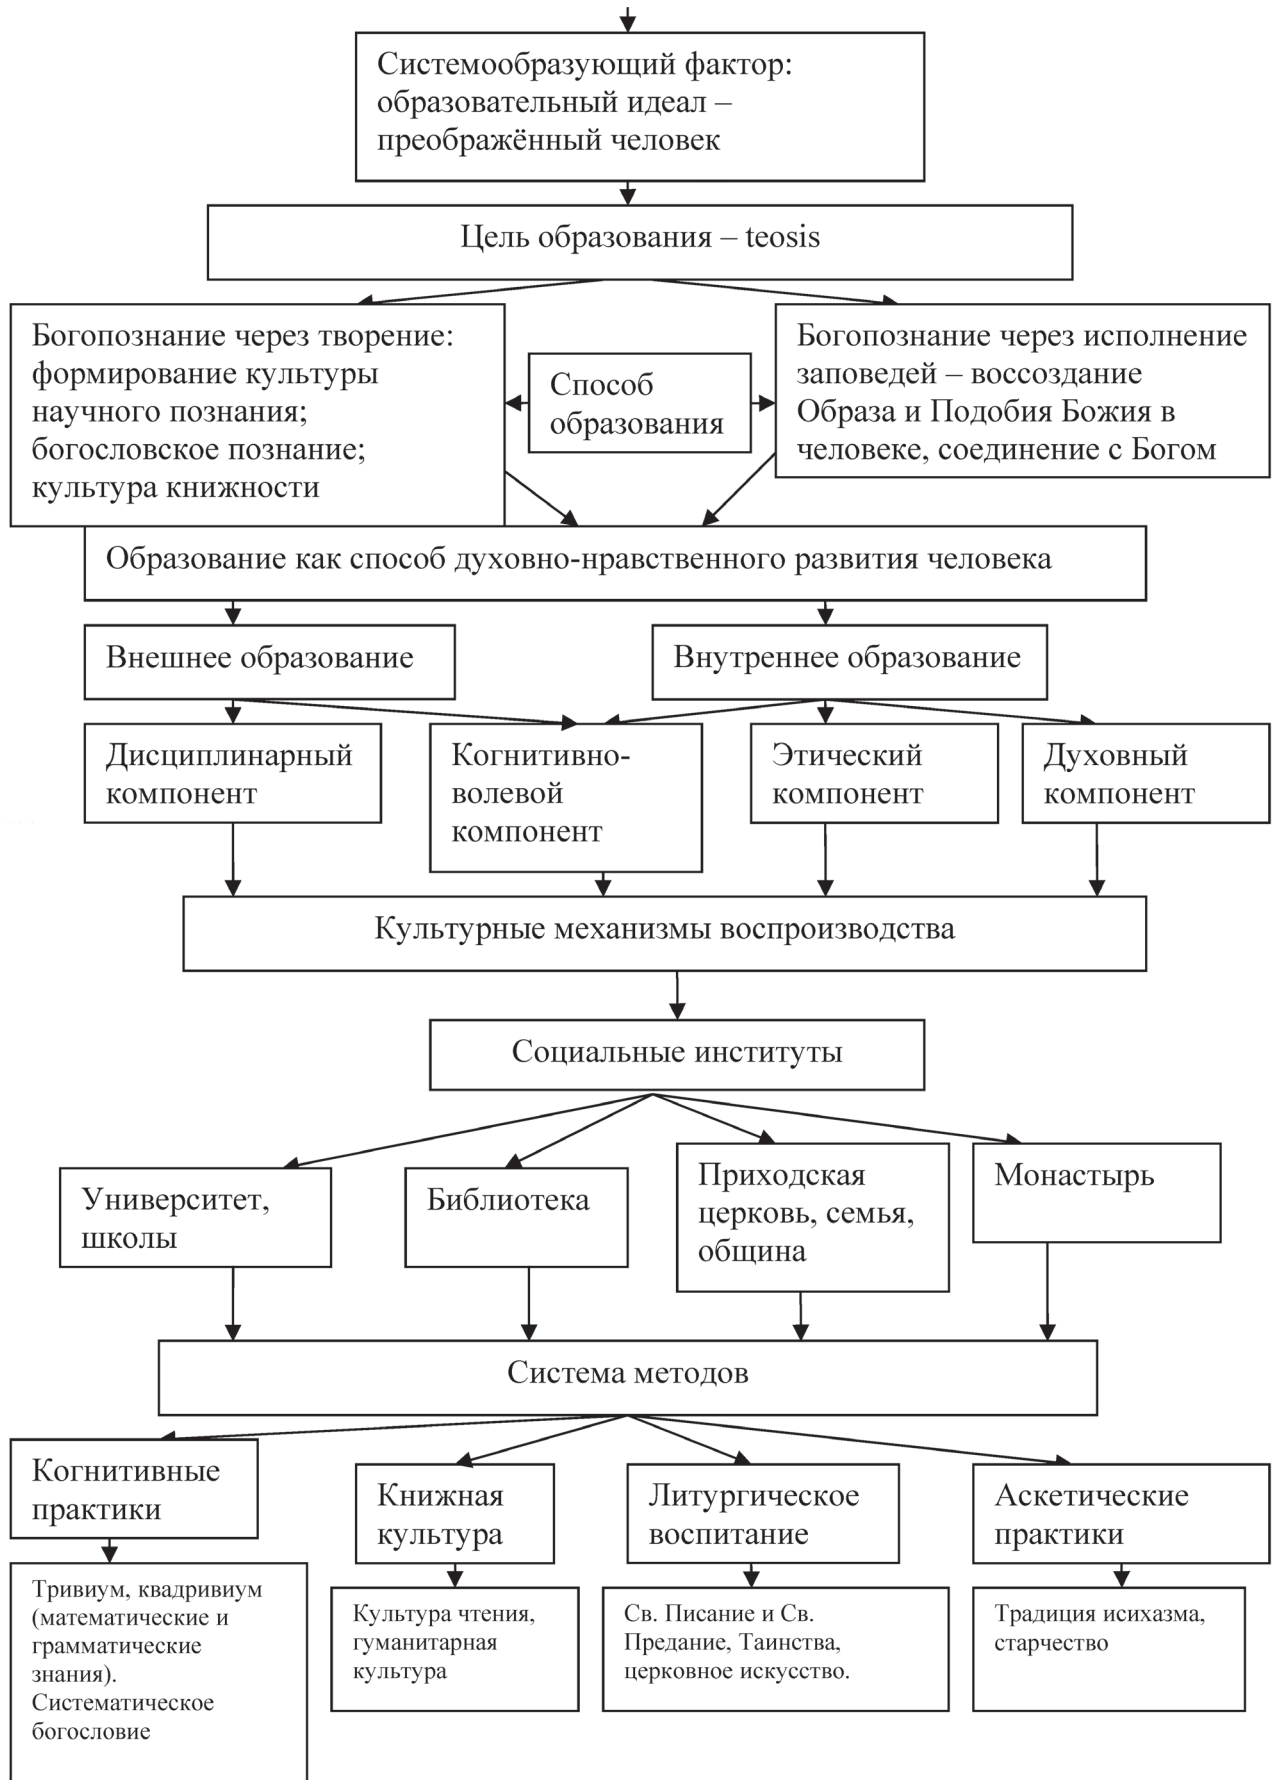 Системообразующий фактор:
образовательный идеал –
преображённый человек
Цель образования – teosis
Богопознание через творение:
формирование культуры
научного познания;
богословское познание;
культура книжности
Способ
образования
Богопознание через исполнение
заповедей – воссоздание
Образа и Подобия Божия в
человеке, соединение с Богом
Образование как способ духовно-нравственного развития человека
Внешнее образование
Внутреннее образование
Дисциплинарный
компонент
Когнитивно-
волевой
компонент
Этический
компонент
Духовный
компонент
Культурные механизмы воспроизводства
Социальные институты
Университет,
школы
Библиотека
Приходская
церковь, семья,
община
Монастырь
Система методов
Когнитивные
практики
Книжная
культура
Литургическое
воспитание
Аскетические
практики
Тривиум, квадривиум
(математические и
грамматические
знания).
Систематическое
богословие
Культура чтения,
гуманитарная
культура
Св. Писание и Св.
Предание, Таинства,
церковное искусство.
Традиция исихазма,
старчество